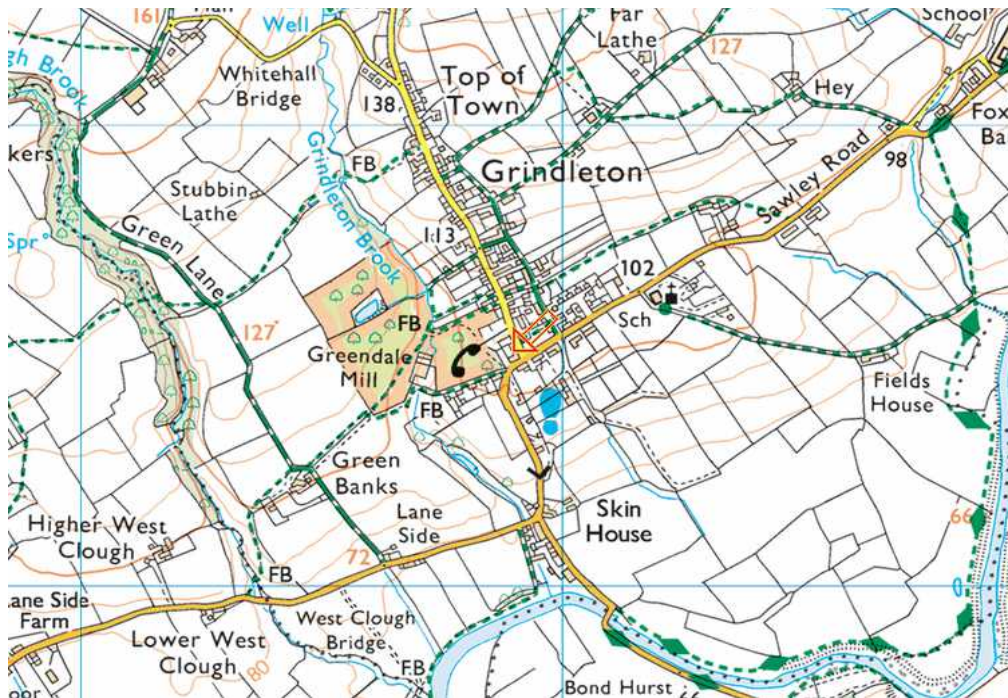 161
Well
Whitehall
Bridge
138
Top of
Town
Far
Lathe
127
School
Hey
Brook
FB
Grindleton
Grindleton Brook
Stubbin
Lathe
Green Lane
Spr
113
Sawley Road
98
102
Sch
127
FB
Greendale
Mill
FB
Fields
House
Green
Banks
Higher West
Clough
Lane
Side
72
Skin
House
66
FB
Lane Side
Farm
Lower West
Clough
80
West Clough
Bridge
FB
Bond Hurst